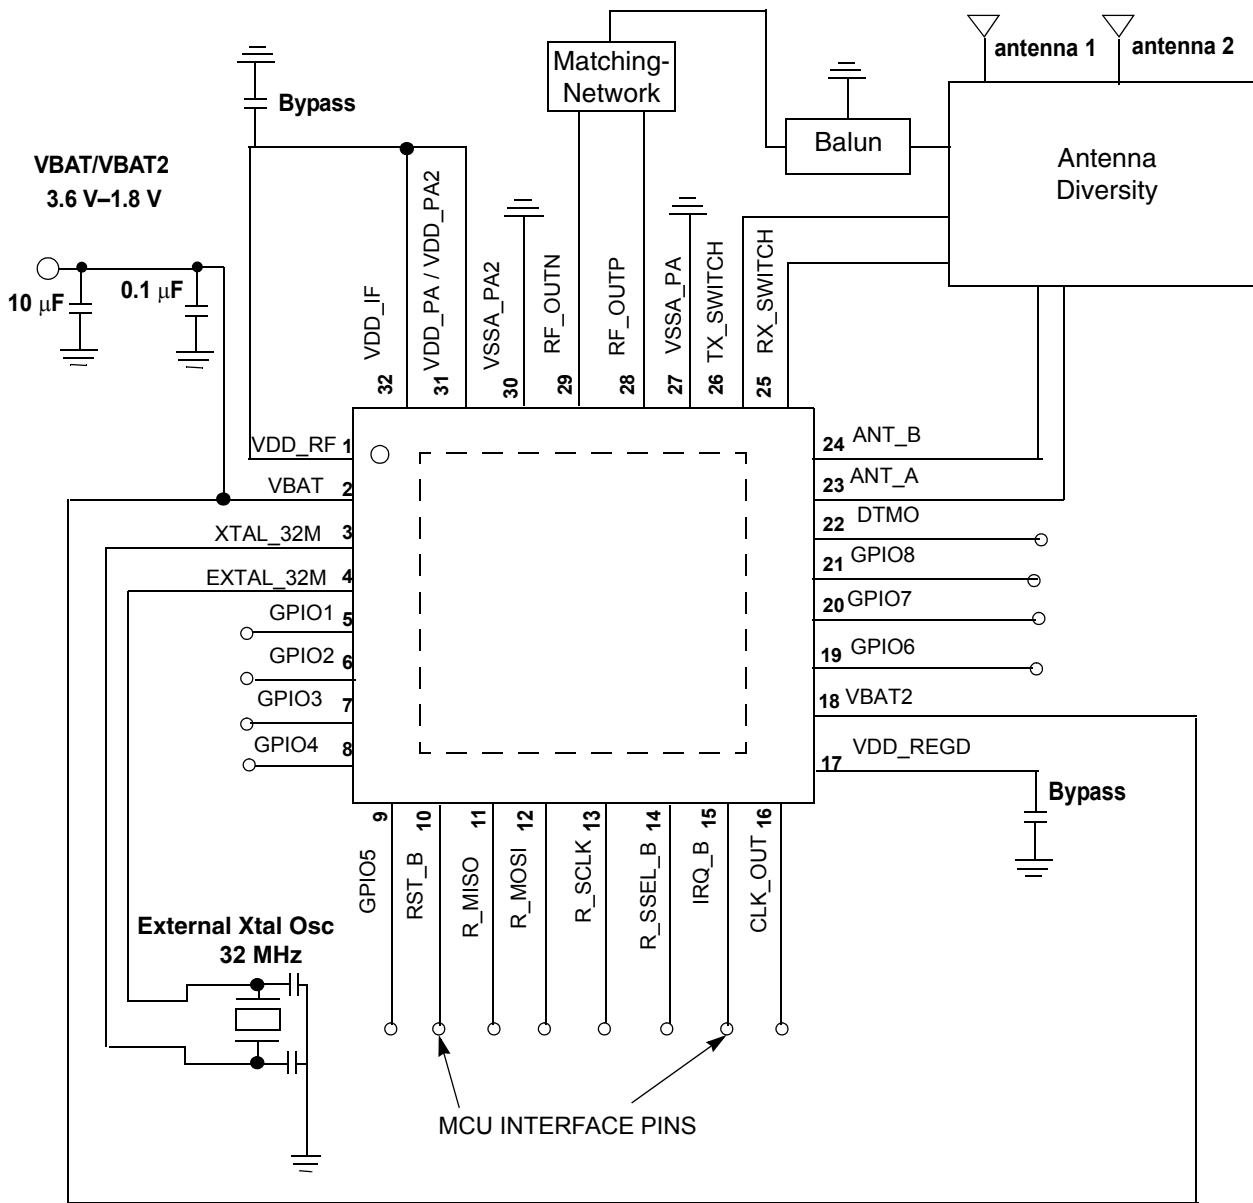 antenna 1
antenna 2
Matching-
Network
Bypass
Balun
Antenna
Diversity
VBAT/VBAT2
3.6 V–1.8 V
10 µF
0.1 µF
VDD_IF
VDD_PA / VDD_PA2
VSSA_PA2
RF_OUTN
RF_OUTP
VSSA_PA
TX_SWITCH
RX_SWITCH
32
31
30
29
28
27
26
25
VDD_RF 1
VBAT 2
XTAL_32M 3
EXTAL_32M 4
GPIO1 5
GPIO2 6
GPIO3 7
GPIO4 8
24 ANT_B
23 ANT_A
22 DTMO
21 GPIO8
20 GPIO7
19 GPIO6
18 VBAT2
17 VDD_REGD
Bypass
9
10
11
12
13
14
15
16
GPIO5
RST_B
R_MISO
R_MOSI
R_SCLK
R_SSEL_B
IRQ_B
CLK_OUT
External Xtal Osc
32 MHz
MCU INTERFACE PINS